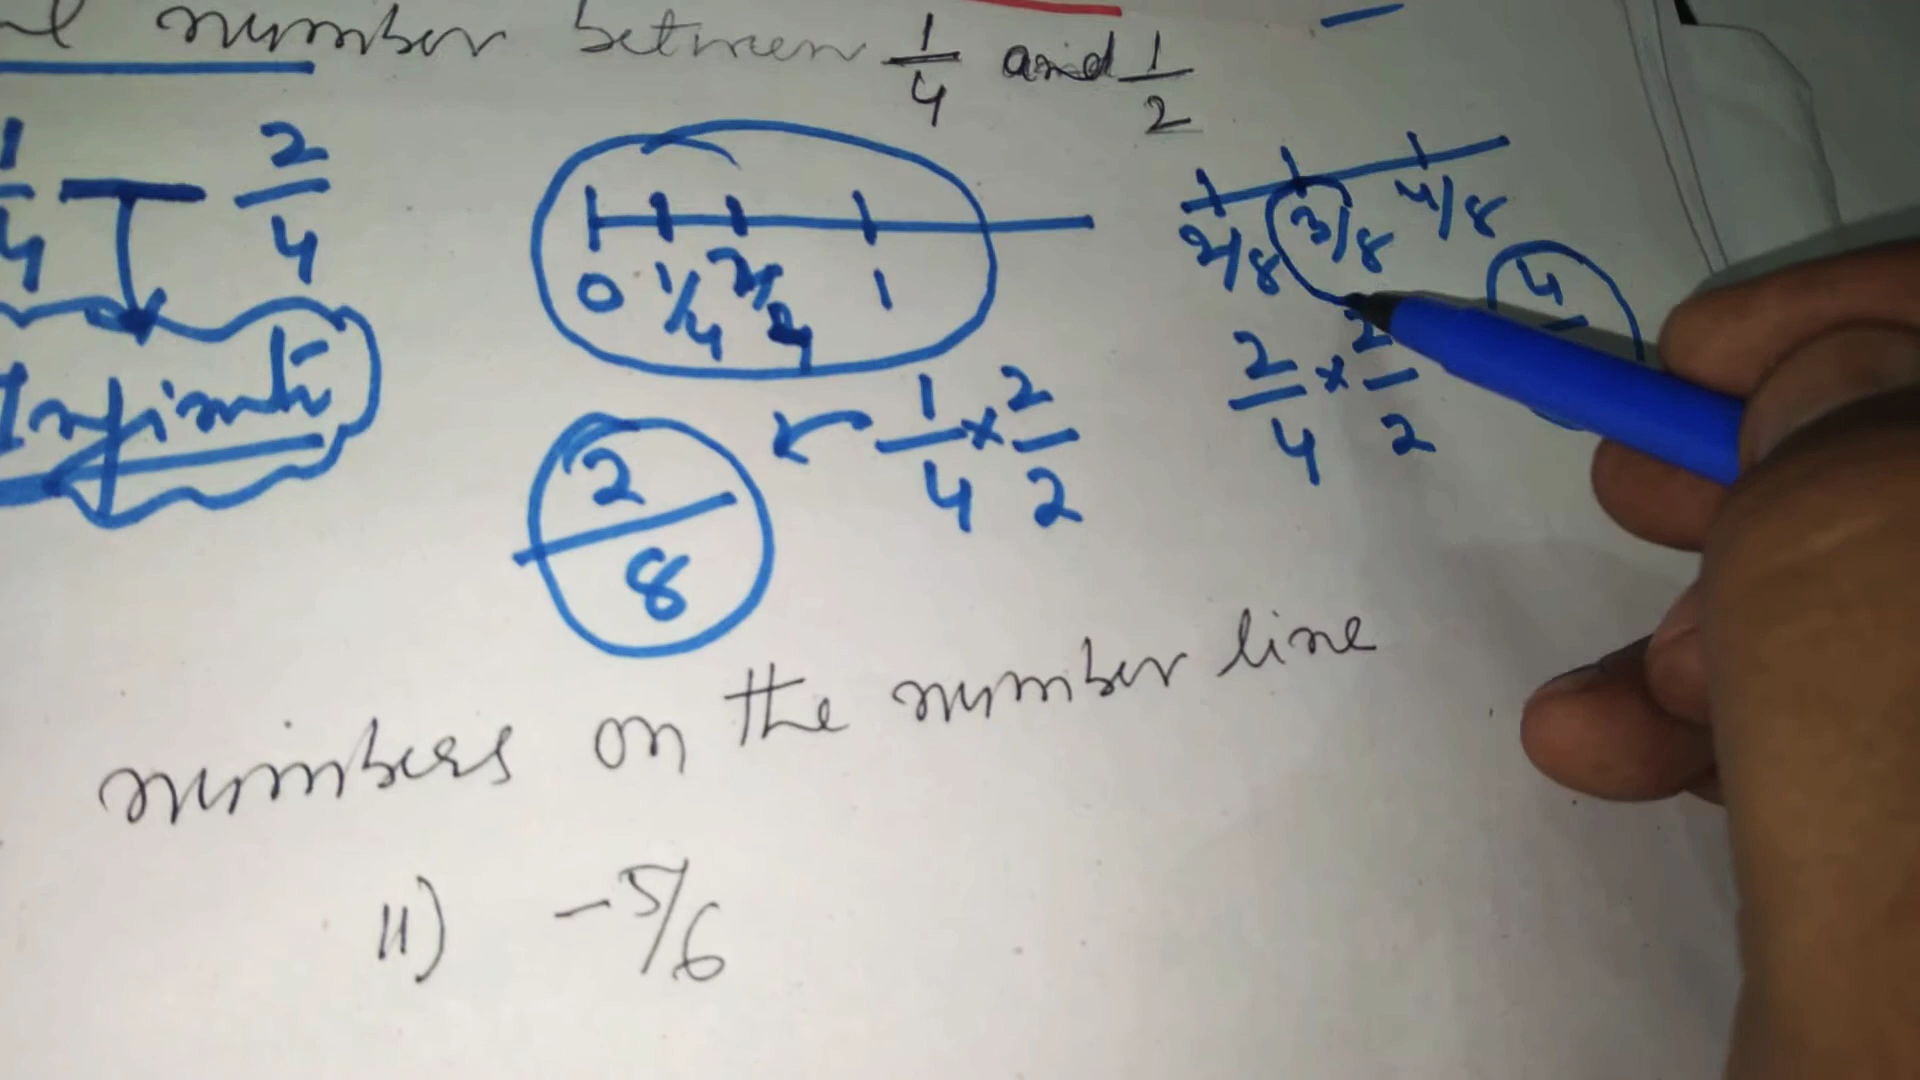 number between 1/4 and 1/2
1/4 2/4
0 1/4 2/4 1
2/8 3/8 4/8
1/4 × 2/2
2/4 × 2/2
4
2/8
numbers on the number line
11) -5/6